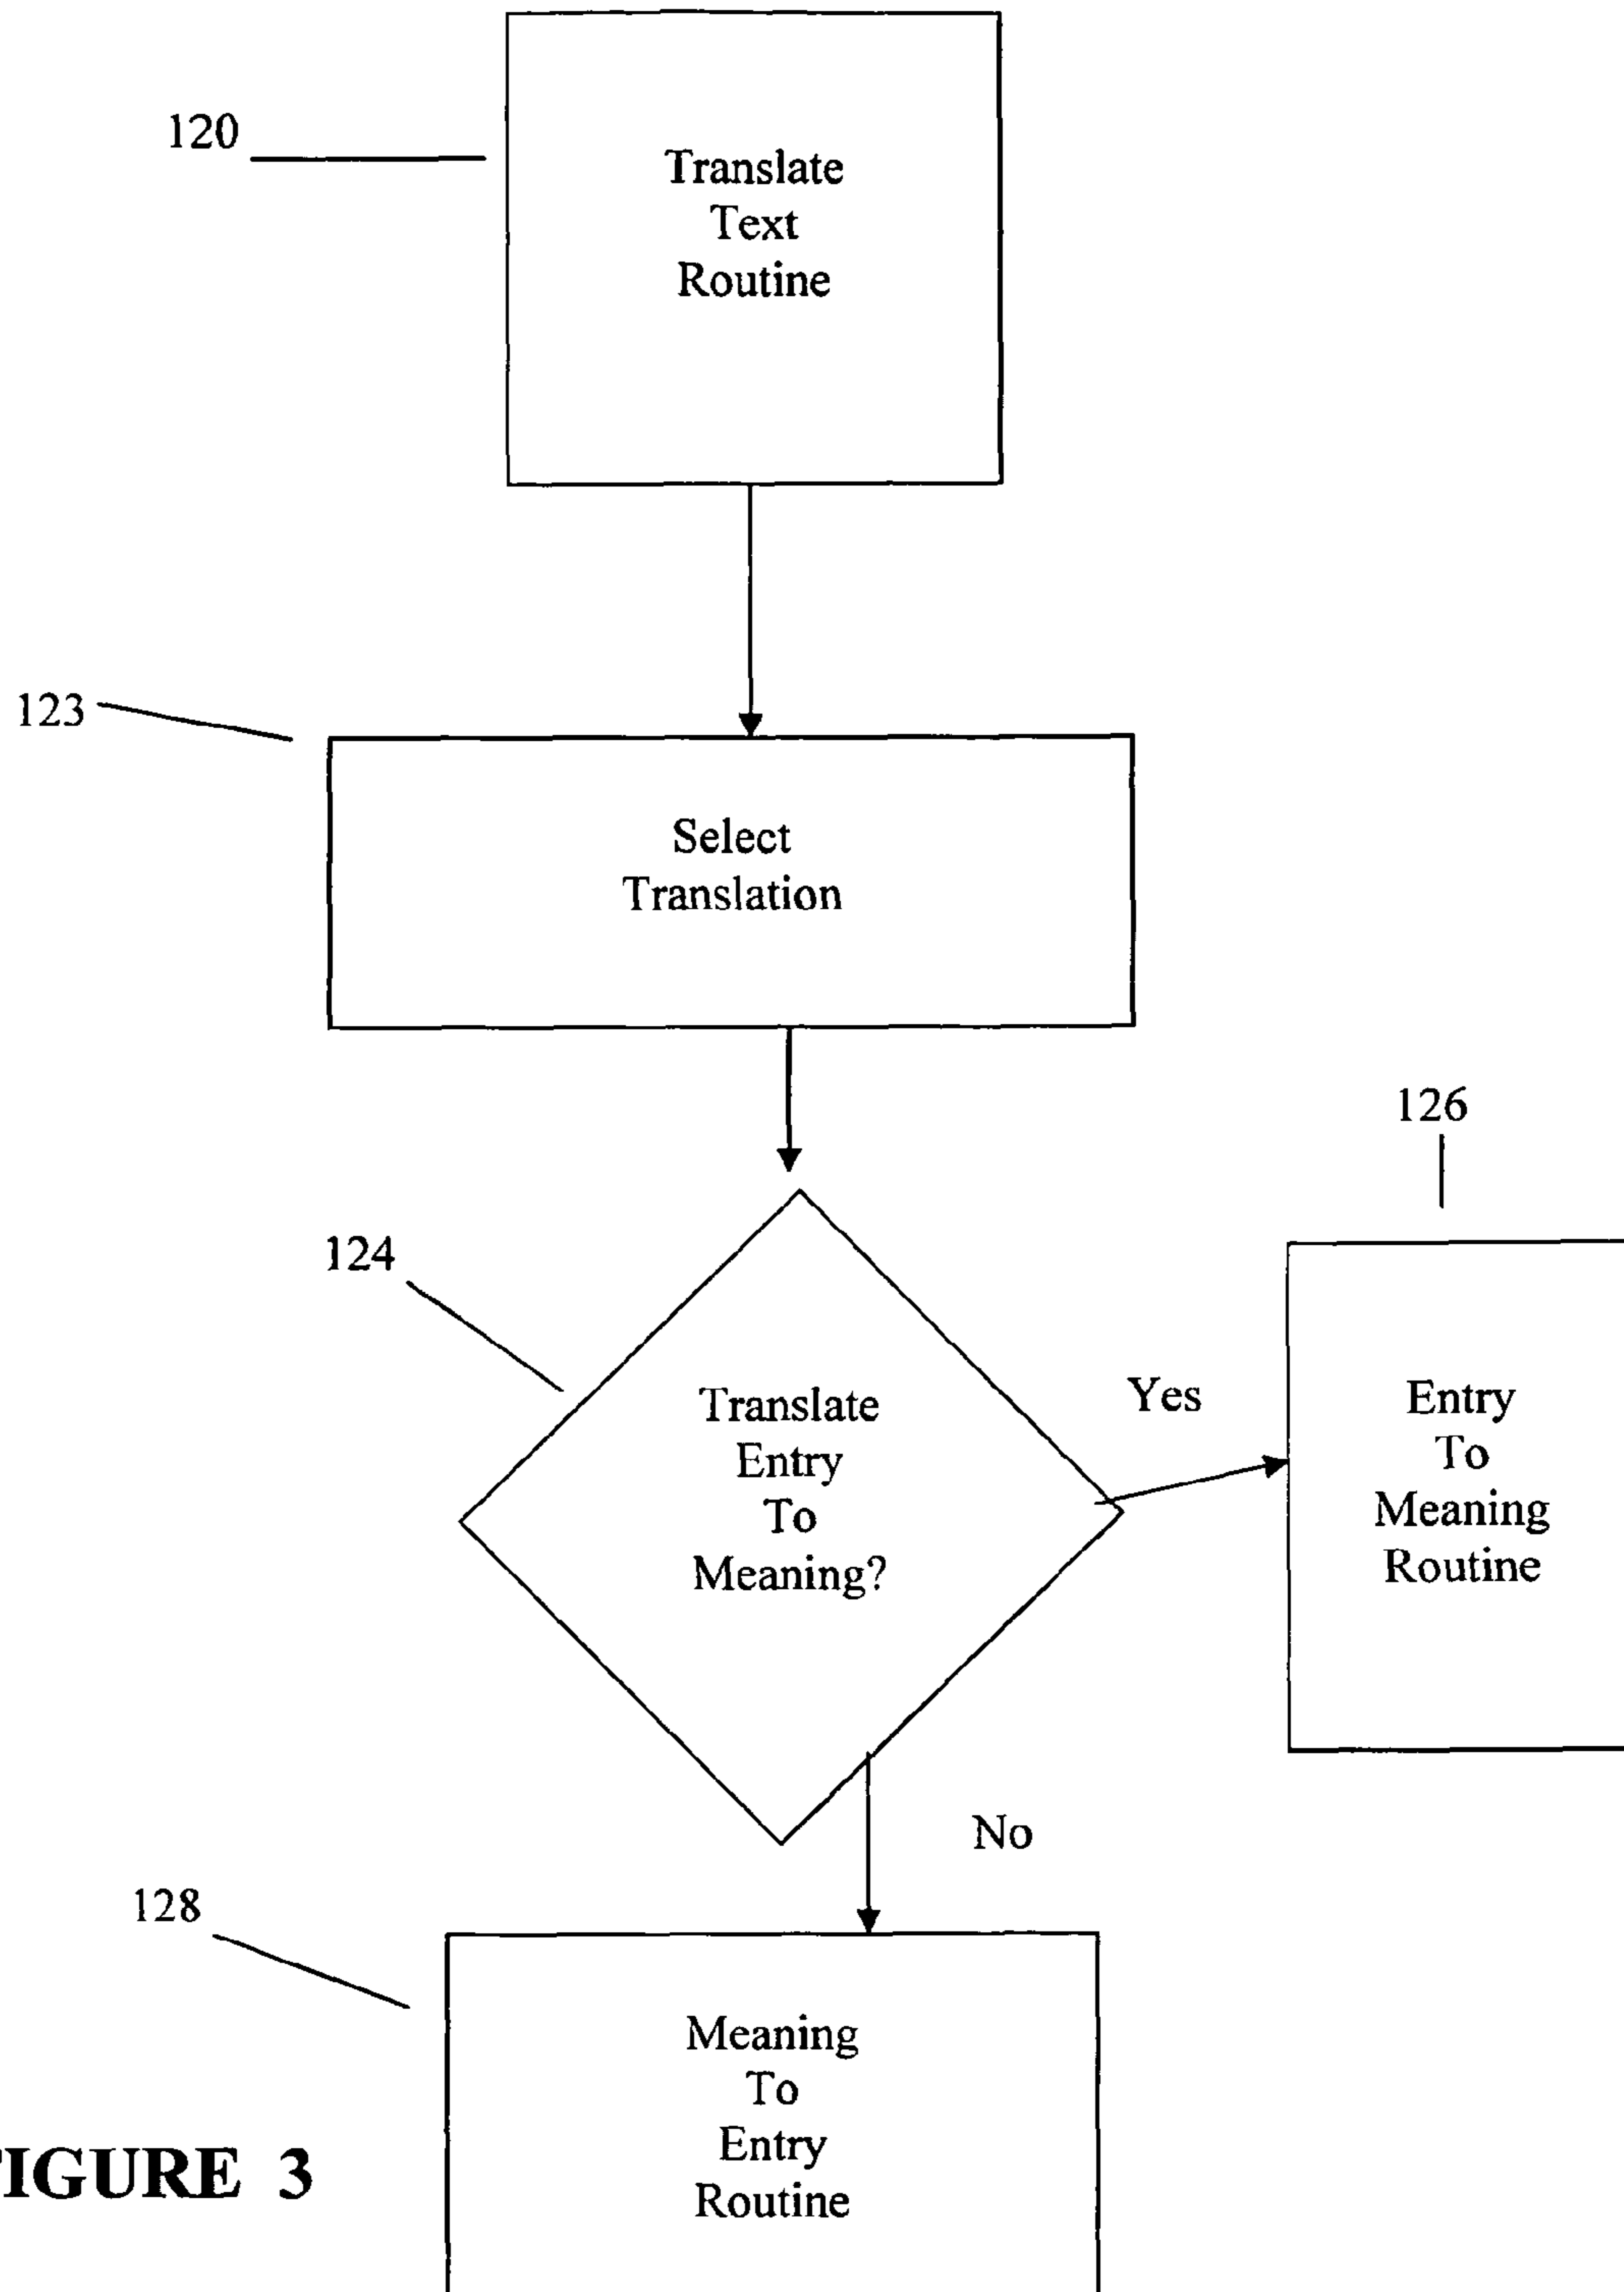 120
Translate
Text
Routine
123
Select
Translation
126
124
Translate
Entry
To
Meaning?
Yes
Entry
To
Meaning
Routine
No
128
Meaning
To
Entry
Routine
IGURE 3